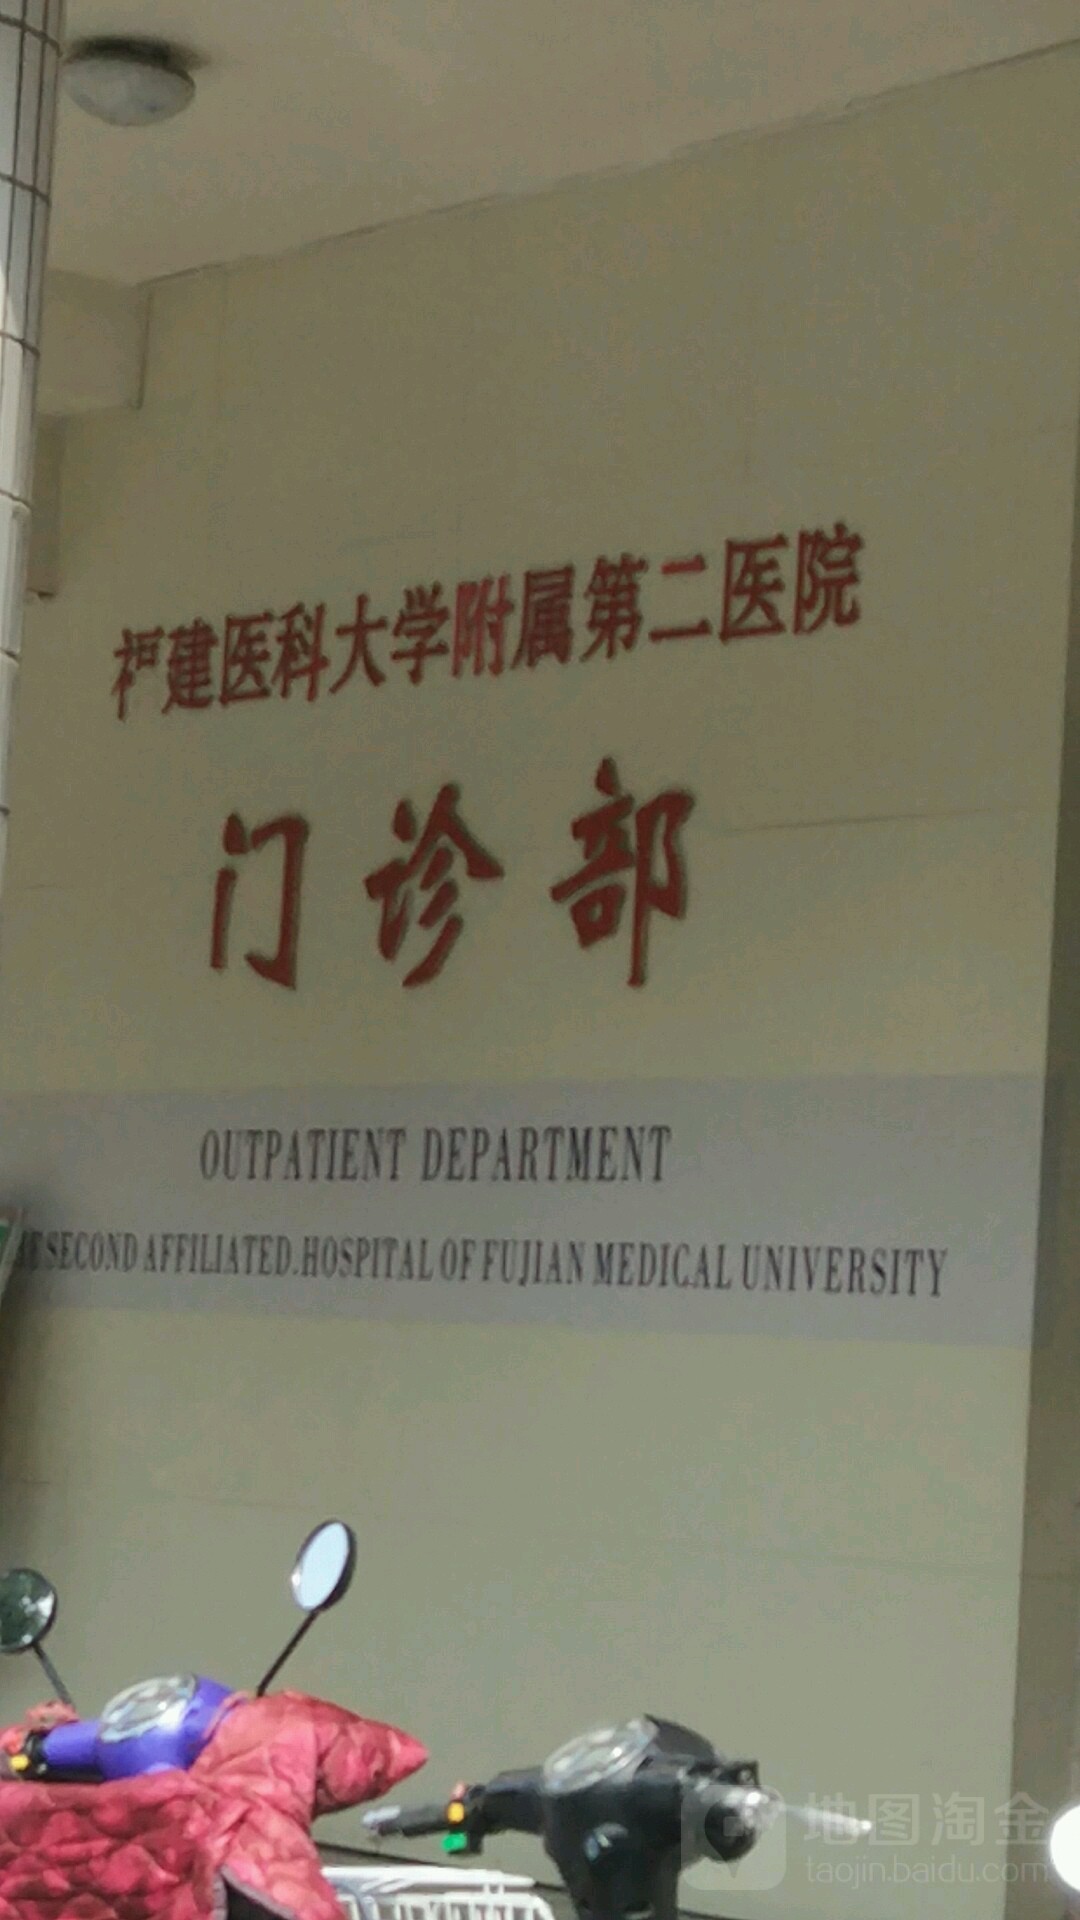 福建医科大学附属第二医院
门诊部
OUTPATIENT DEPARTMENT
SECOND AFFILIATED.HOSPITAL OF FUJIAN MEDICAL UNIVERSITY
地图淘金
taojin.baidu.com